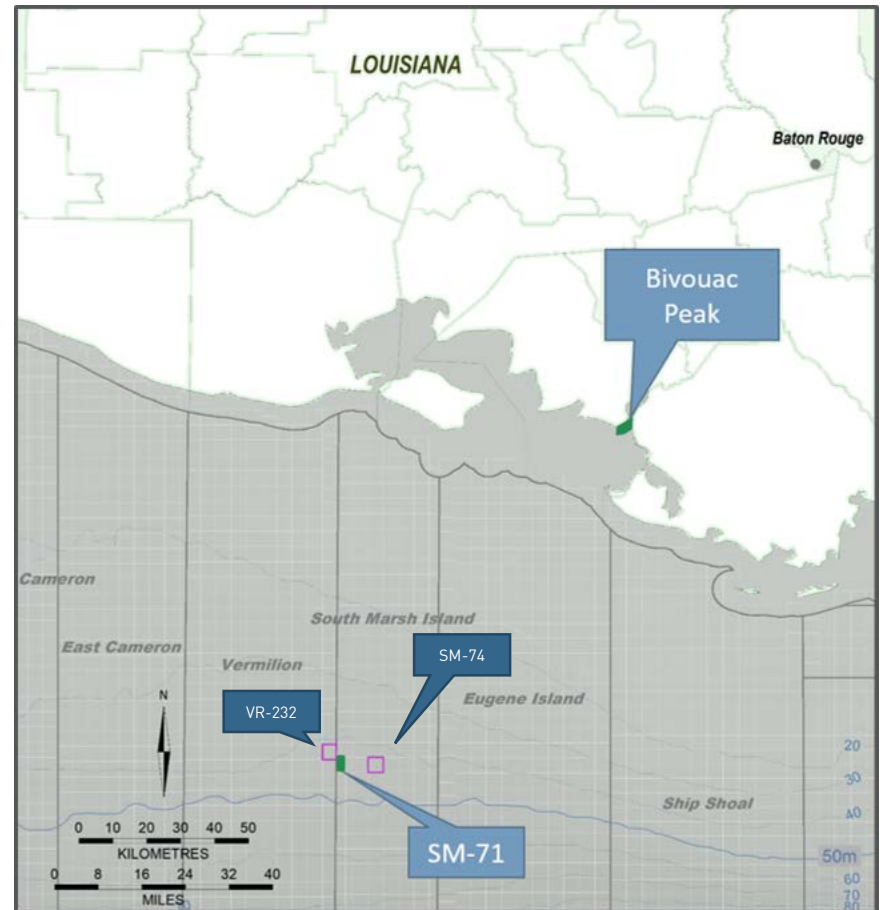 LOUISIANA
Baton Rouge
Bivouac
Peak
Cameron
South Marsh Island
East Cameron
SM-74
Vermilion
Eugene Island
VR-232
N
20
30
Ship Shoal
40
0 10 20 30 40 50
KILOMETRES
SM-71
50m
0 8 16 24 32 40
60
MILES
70
80